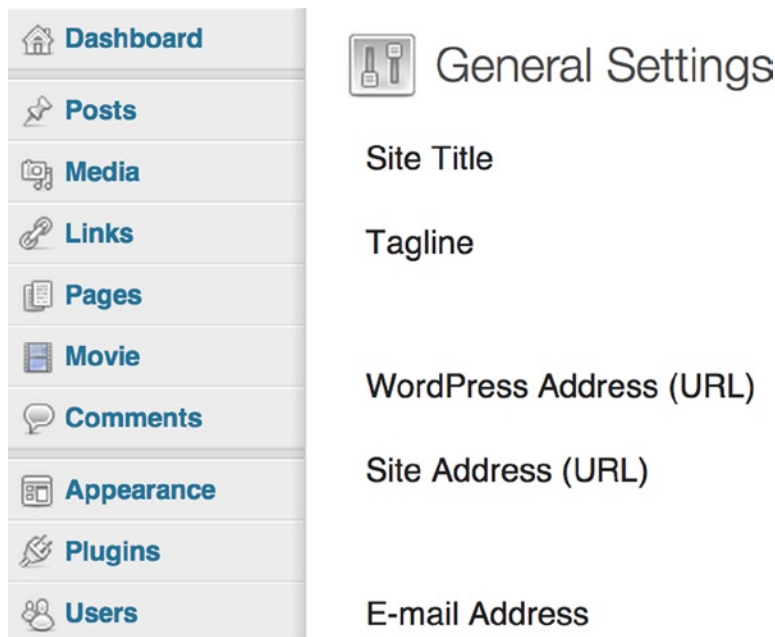 Dashboard
Posts
Media
Links
Pages
Movie
Comments
Appearance
Plugins
Users
General Settings
Site Title
Tagline
WordPress Address (URL)
Site Address (URL)
E-mail Address